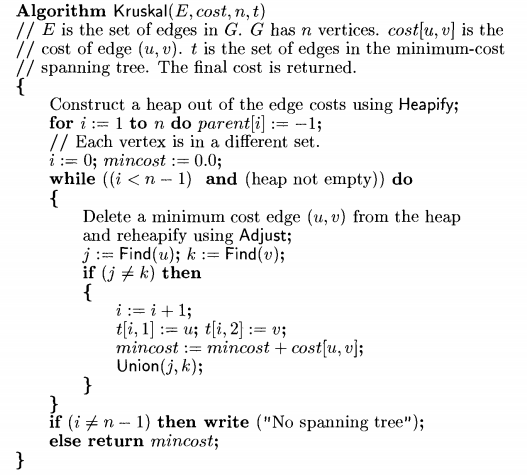 Algorithm Kruskal(E, cost, n, t)
// E is the set of edges in G. G has n vertices. cost[u, v] is the
// cost of edge (u, v). t is the set of edges in the minimum-cost
// spanning tree. The final cost is returned.
{
Construct a heap out of the edge costs using Heapify;
for i := 1 to n do parent[i] := −1;
// Each vertex is in a different set.
i := 0; mincost := 0.0;
while ((i < n − 1) and (heap not empty)) do
{
Delete a minimum cost edge (u, v) from the heap
and reheapify using Adjust;
j := Find(u); k := Find(v);
if (j ≠ k) then
{
i := i + 1;
t[i, 1] := u; t[i, 2] := v;
mincost := mincost + cost[u, v];
Union(j, k);
}
}
if (i ≠ n − 1) then write ("No spanning tree");
else return mincost;
}